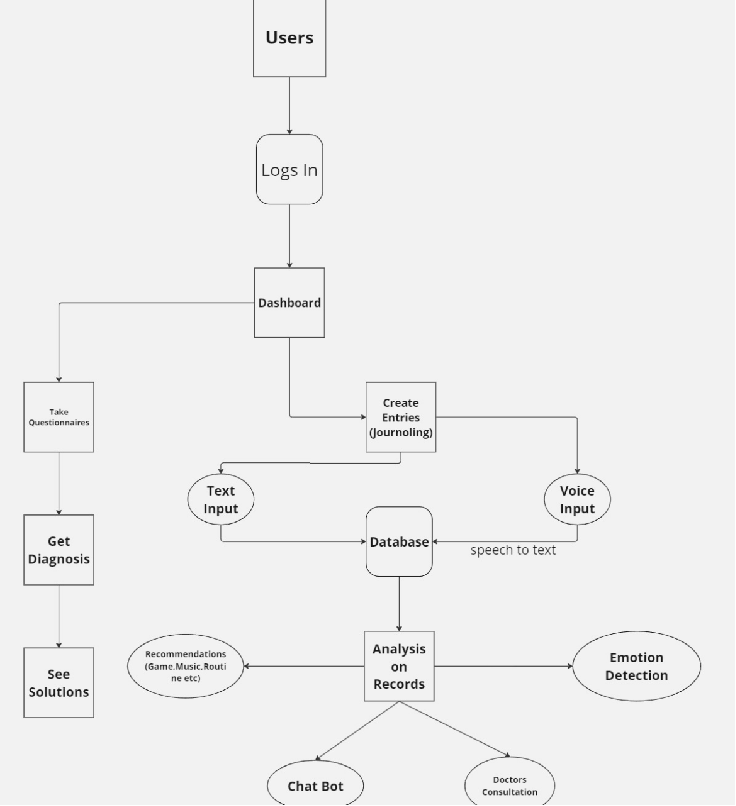 Users
Logs In
Dashboard
Take
Questionnaires
Create
Entries
(Journoling)
Text
Input
Voice
Input
Get
Diagnosis
Database
speech to text
See
Solutions
Recommendations
(Game,Music,Routi
ne etc)
Analysis
on
Records
Emotion
Detection
Chat Bot
Doctors
Consultation